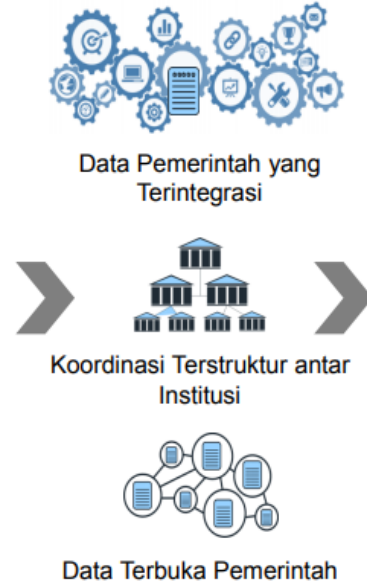 Data Pemerintah yang
Terintegrasi
Koordinasi Terstruktur antar
Institusi
Data Terbuka Pemerintah